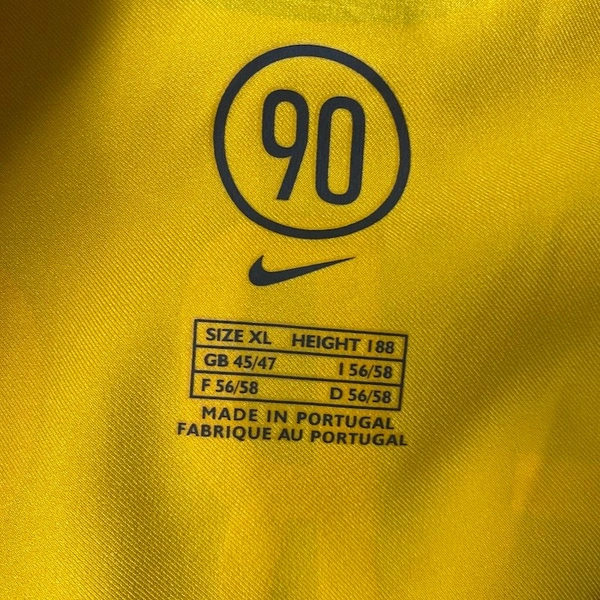 90
SIZE XL HEIGHT 188
GB 45/47 I 56/58
F 56/58 D 56/58
MADE IN PORTUGAL
FABRIQUE AU PORTUGAL